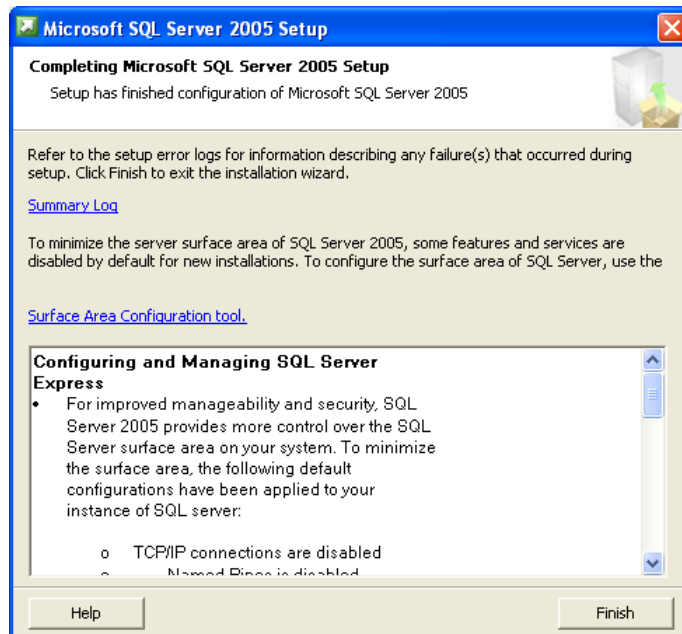 Microsoft SQL Server 2005 Setup
Completing Microsoft SQL Server 2005 Setup
Setup has finished configuration of Microsoft SQL Server 2005
Refer to the setup error logs for information describing any failure(s) that occurred during
setup. Click Finish to exit the installation wizard.
Summary Log
To minimize the server surface area of SQL Server 2005, some features and services are
disabled by default for new installations. To configure the surface area of SQL Server, use the
Surface Area Configuration tool.
Configuring and Managing SQL Server
Express
• For improved manageability and security, SQL
Server 2005 provides more control over the SQL
Server surface area on your system. To minimize
the surface area, the following default
configurations have been applied to your
instance of SQL server:
o TCP/IP connections are disabled
o Named Pipes is disabled
Help
Finish